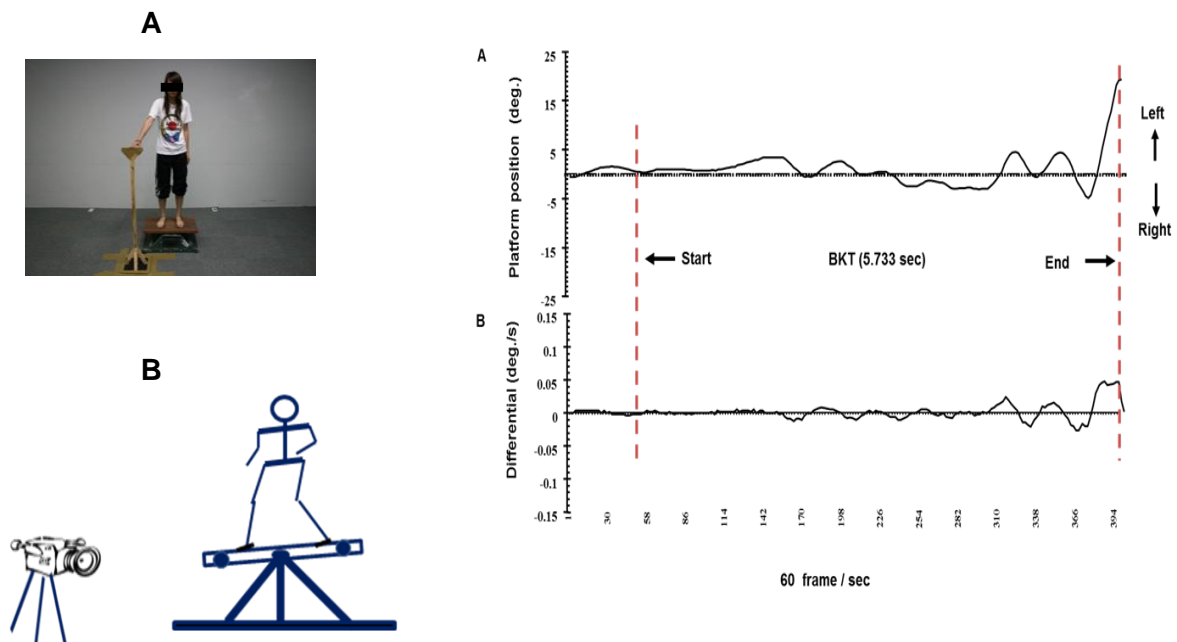 A
B
A
Platform position (deg.)
25
15
5
-5
-15
-25
Left
Right
Start
BKT (5.733 sec)
End
B
Differential (deg./s)
0.15
0.1
0.05
0
-0.05
-0.1
-0.15
1 30 58 86 114 142 170 198 226 254 282 310 338 366 394
60 frame / sec